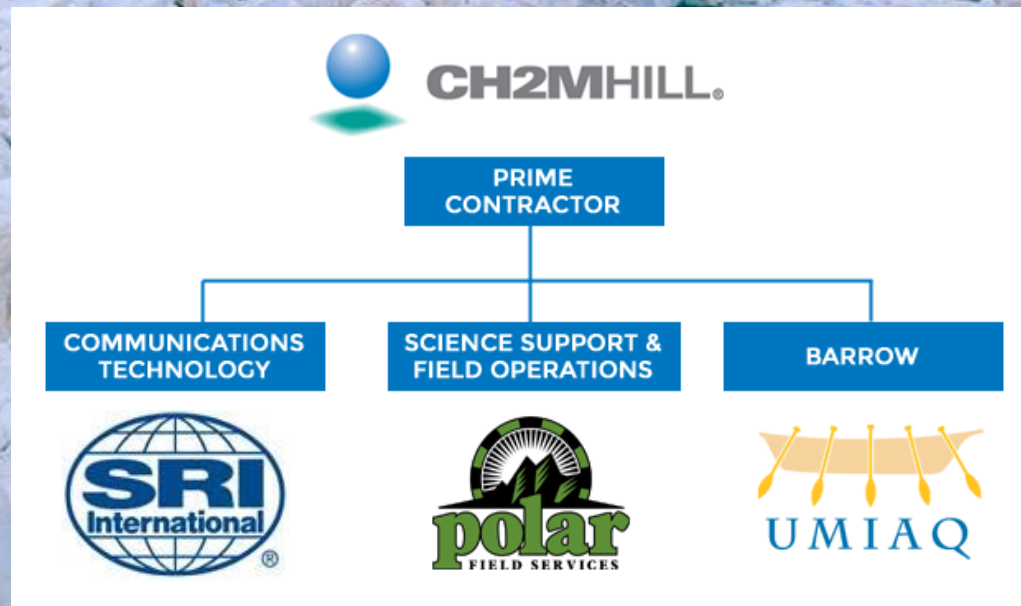 CH2MHILL®
PRIME
CONTRACTOR
COMMUNICATIONS
TECHNOLOGY
SCIENCE SUPPORT &
FIELD OPERATIONS
BARROW
SRI
International
®
polar
FIELD SERVICES
UMIAQ